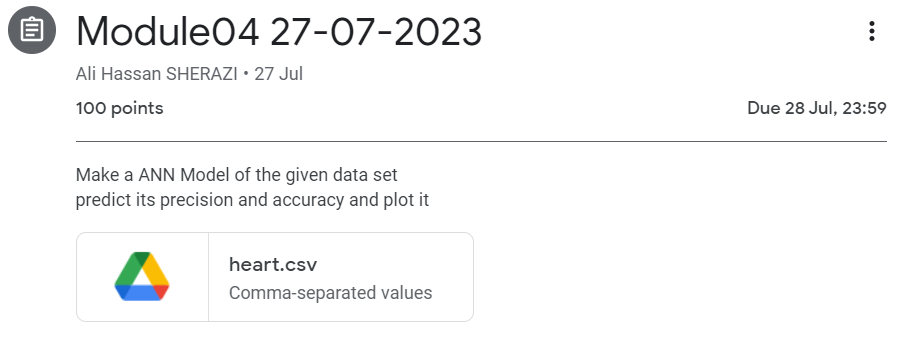 Module04 27-07-2023
Ali Hassan SHERAZI • 27 Jul
100 points
Due 28 Jul, 23:59
Make a ANN Model of the given data set
predict its precision and accuracy and plot it
heart.csv
Comma-separated values